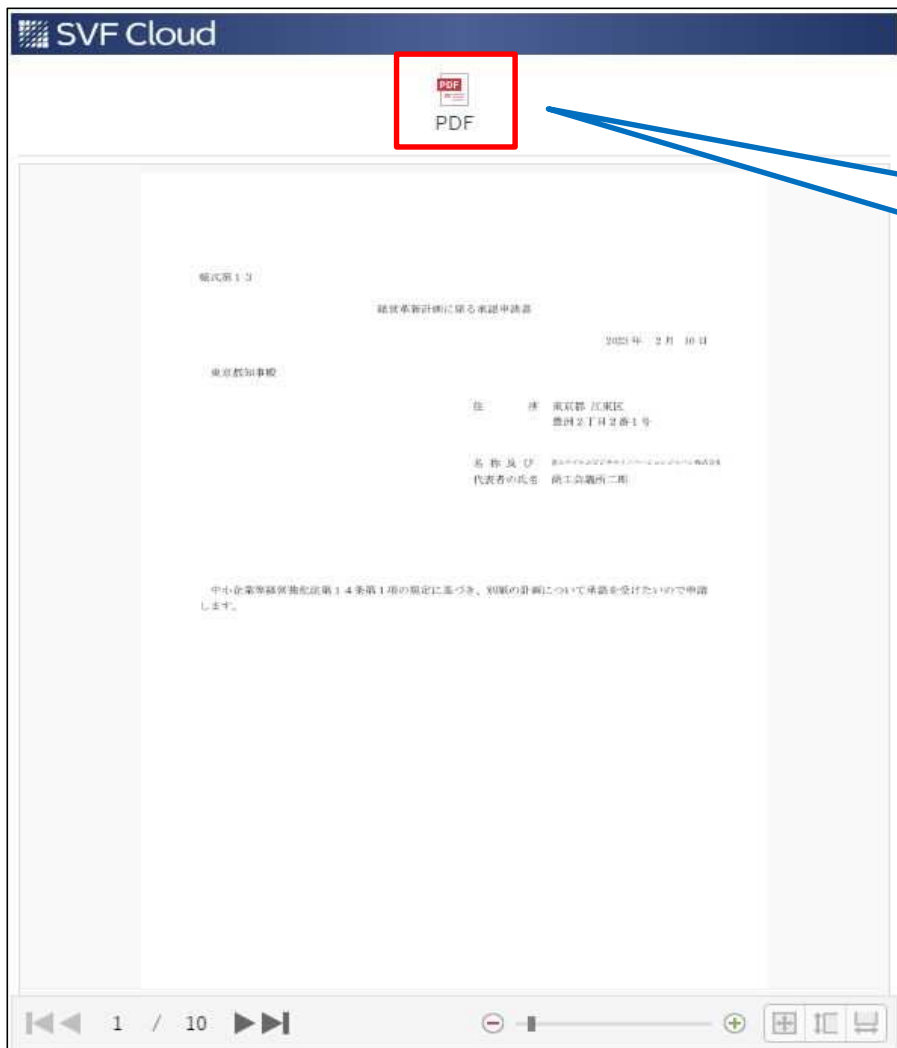 SVF Cloud
PDF
PDF
様式第13
経営革新計画に係る承認申請書
2023年 2月 10日
東京都知事殿
住 所 東京都 江東区
豊洲2丁目2番1号
名 称 及 び
代表者の氏名 商工会議所二郎
中小企業等経営強化法第14条第1項の規定に基づき、別紙の計画について承認を受けたいので申請
します。
1 / 10